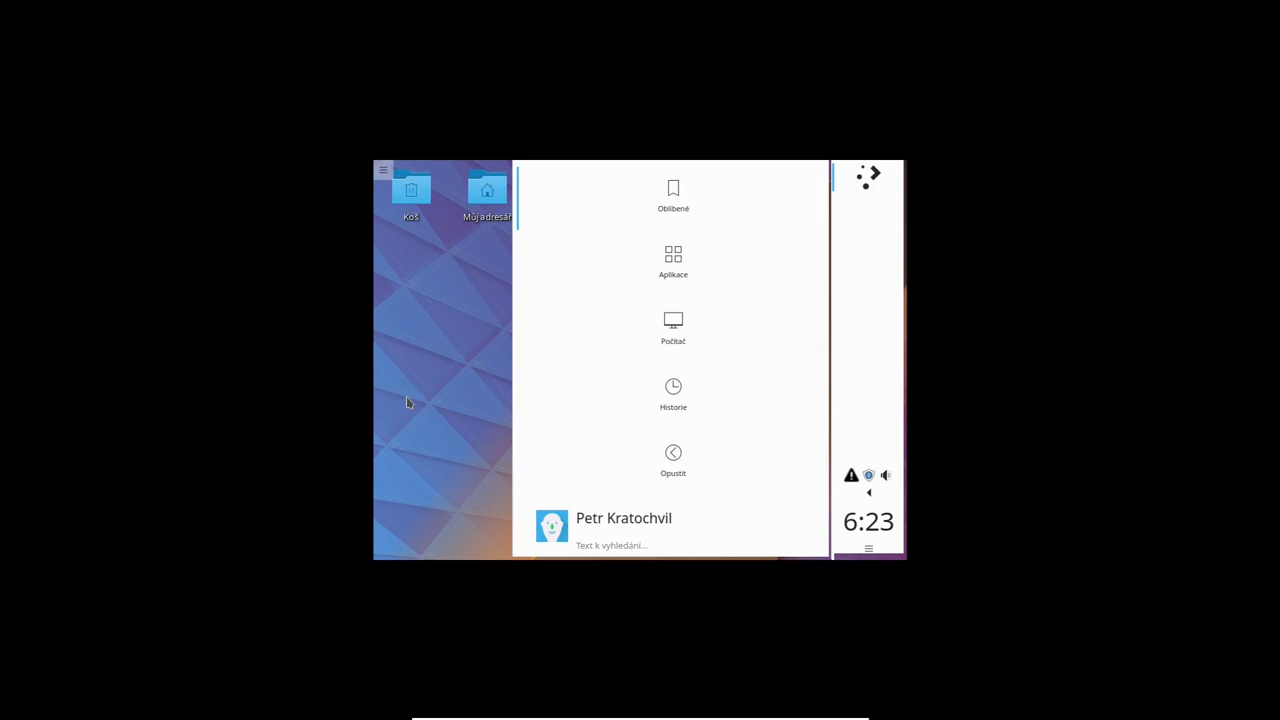 Koš
Můj adresář
Oblíbené
Aplikace
Počítač
Historie
Opustit
Petr Kratochvil
Text k vyhledání...
6:23